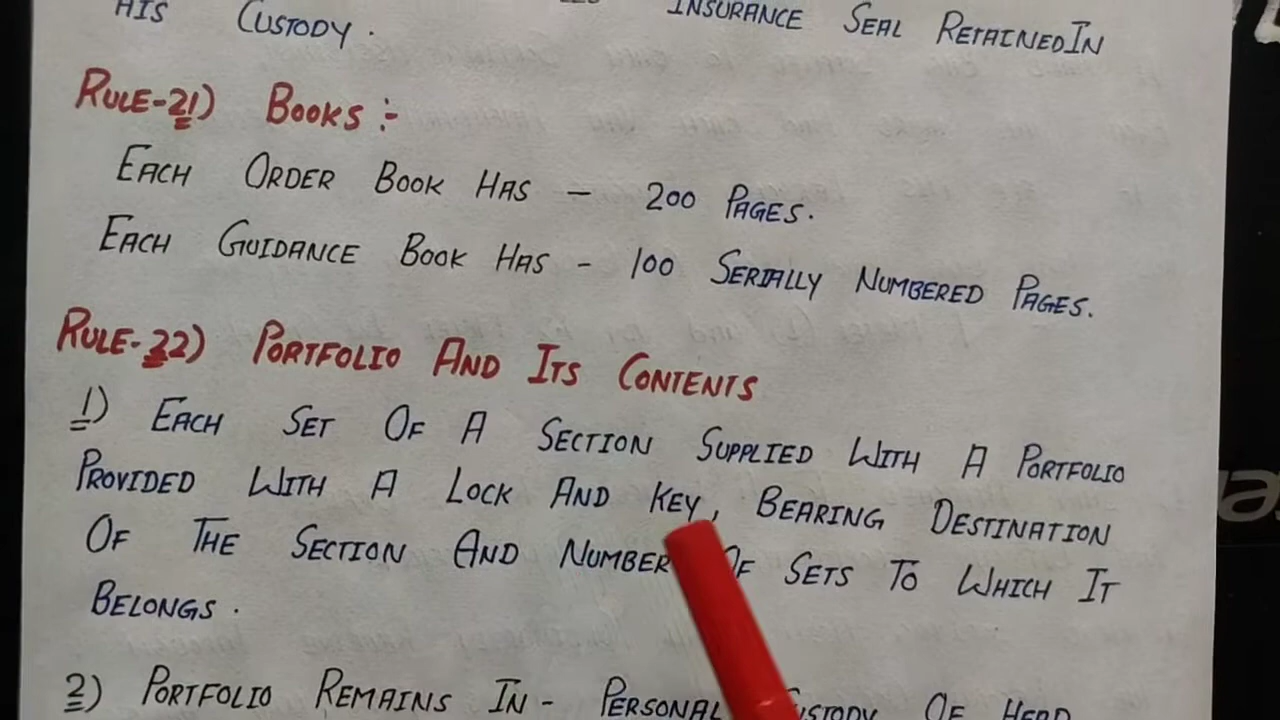 HIS CUSTODY. INSURANCE SEAL RETAINED IN
RULE-21) BOOKS :-
EACH ORDER BOOK HAS – 200 PAGES.
EACH GUIDANCE BOOK HAS - 100 SERIALLY NUMBERED PAGES.
RULE-22) PORTFOLIO AND ITS CONTENTS
1) EACH SET OF A SECTION SUPPLIED WITH A PORTFOLIO
PROVIDED WITH A LOCK AND KEY, BEARING DESTINATION
OF THE SECTION AND NUMBER OF SETS TO WHICH IT
BELONGS.
2) PORTFOLIO REMAINS IN - PERSONAL CUSTODY OF HEAD